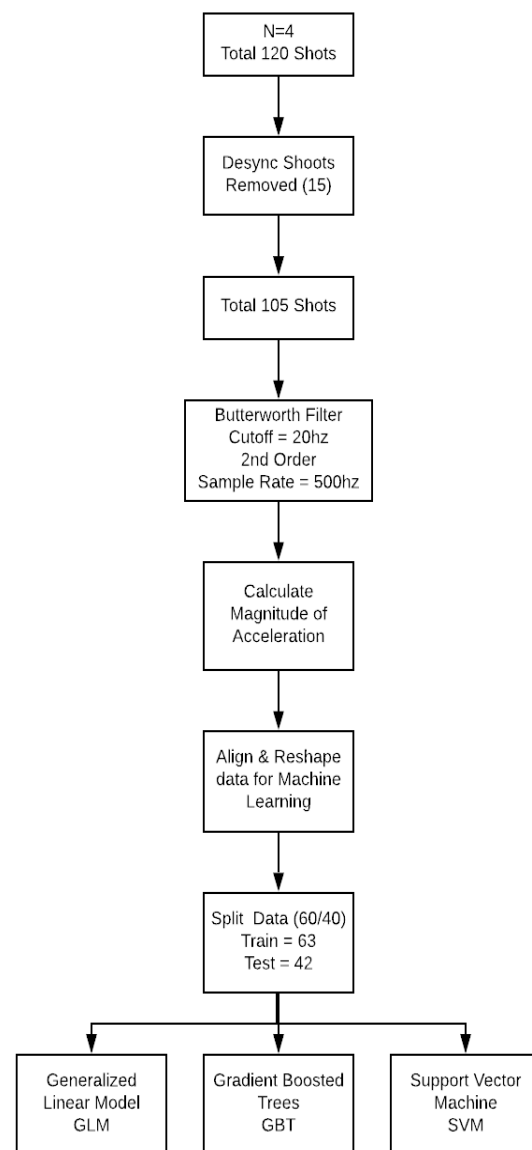 N=4
Total 120 Shots
Desync Shoots
Removed (15)
Total 105 Shots
Butterworth Filter
Cutoff = 20hz
2nd Order
Sample Rate = 500hz
Calculate
Magnitude of
Acceleration
Align & Reshape
data for Machine
Learning
Split Data (60/40)
Train = 63
Test = 42
Generalized
Linear Model
GLM
Gradient Boosted
Trees
GBT
Support Vector
Machine
SVM